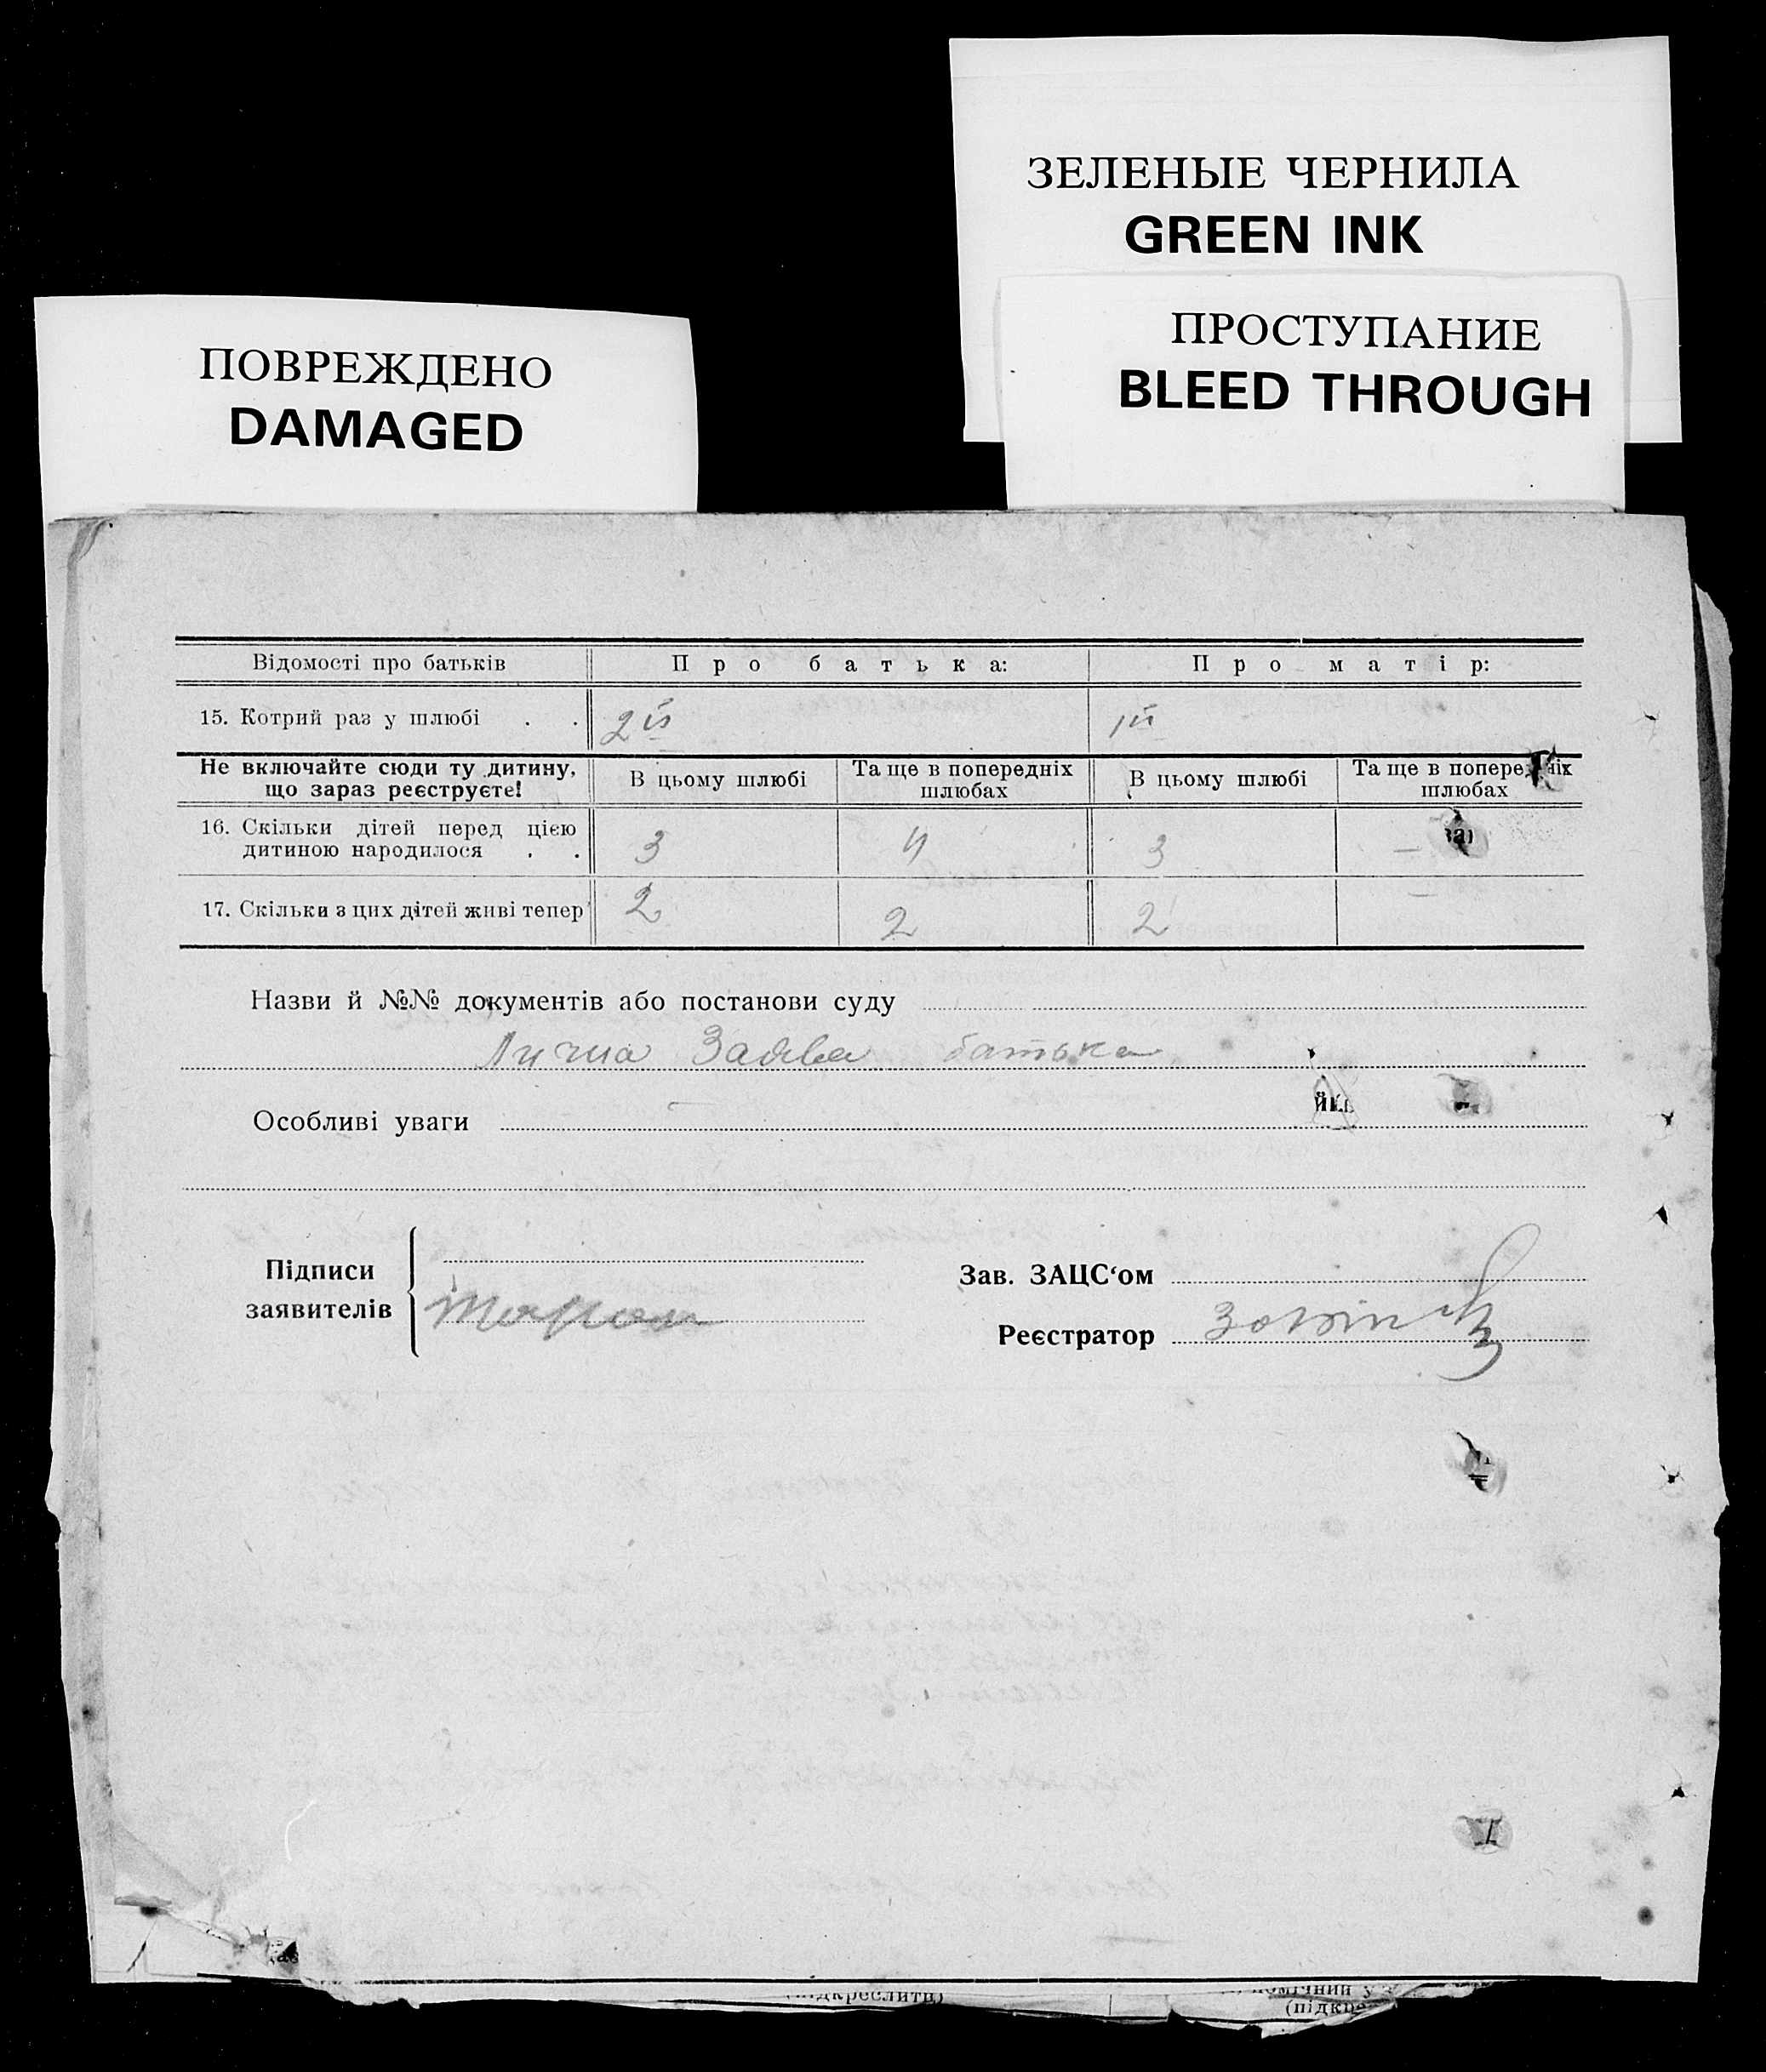 ЗЕЛЕНЫЕ ЧЕРНИЛА
GREEN INK
ПРОСТУПАНИЕ
BLEED THROUGH
ПОВРЕЖДЕНО
DAMAGED
Відомості про батьків Про батька: Про матір:
15. Котрий раз у шлюбі . . 2й 1й
Не включайте сюди ту дитину, що зараз реєструєте! В цьому шлюбі Та ще в попередніх шлюбах В цьому шлюбі Та ще в попередніх шлюбах
16. Скільки дітей перед цією
дитиною народилося . . 3 4 3 —
17. Скільки з цих дітей живі тепер 2 2 2 —
Назви й №№ документів або постанови суду
Лична Заява батька
Особливі уваги —
Підписи
заявителів
Зав. ЗАЦС‘ом
Реєстратор
(підкреслити)